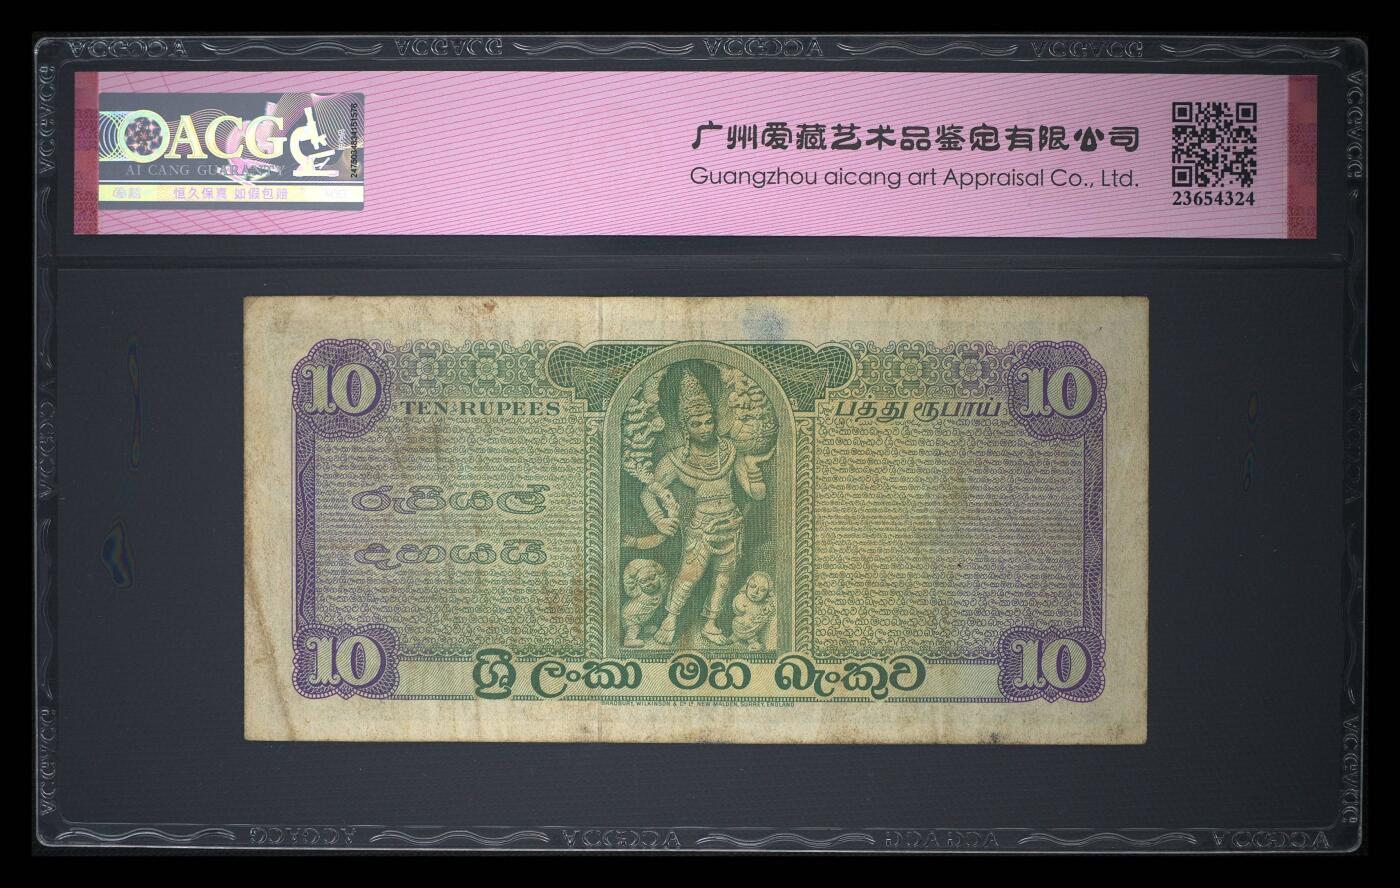 ACG
AI CANG GUARANTY
恒久保真 如假包赔
广州爱藏艺术品鉴定有限公司
Guangzhou aicang art Appraisal Co., Ltd.
23654324
10
10
TEN RUPEES
பத்து ரூபாய்
රුපියල්
දහයයි
10
10
ශ්‍රී ලංකා මහ බැංකුව
BRADBURY, WILKINSON & Cº Lº NEW MALDEN, SURREY, ENGLAND